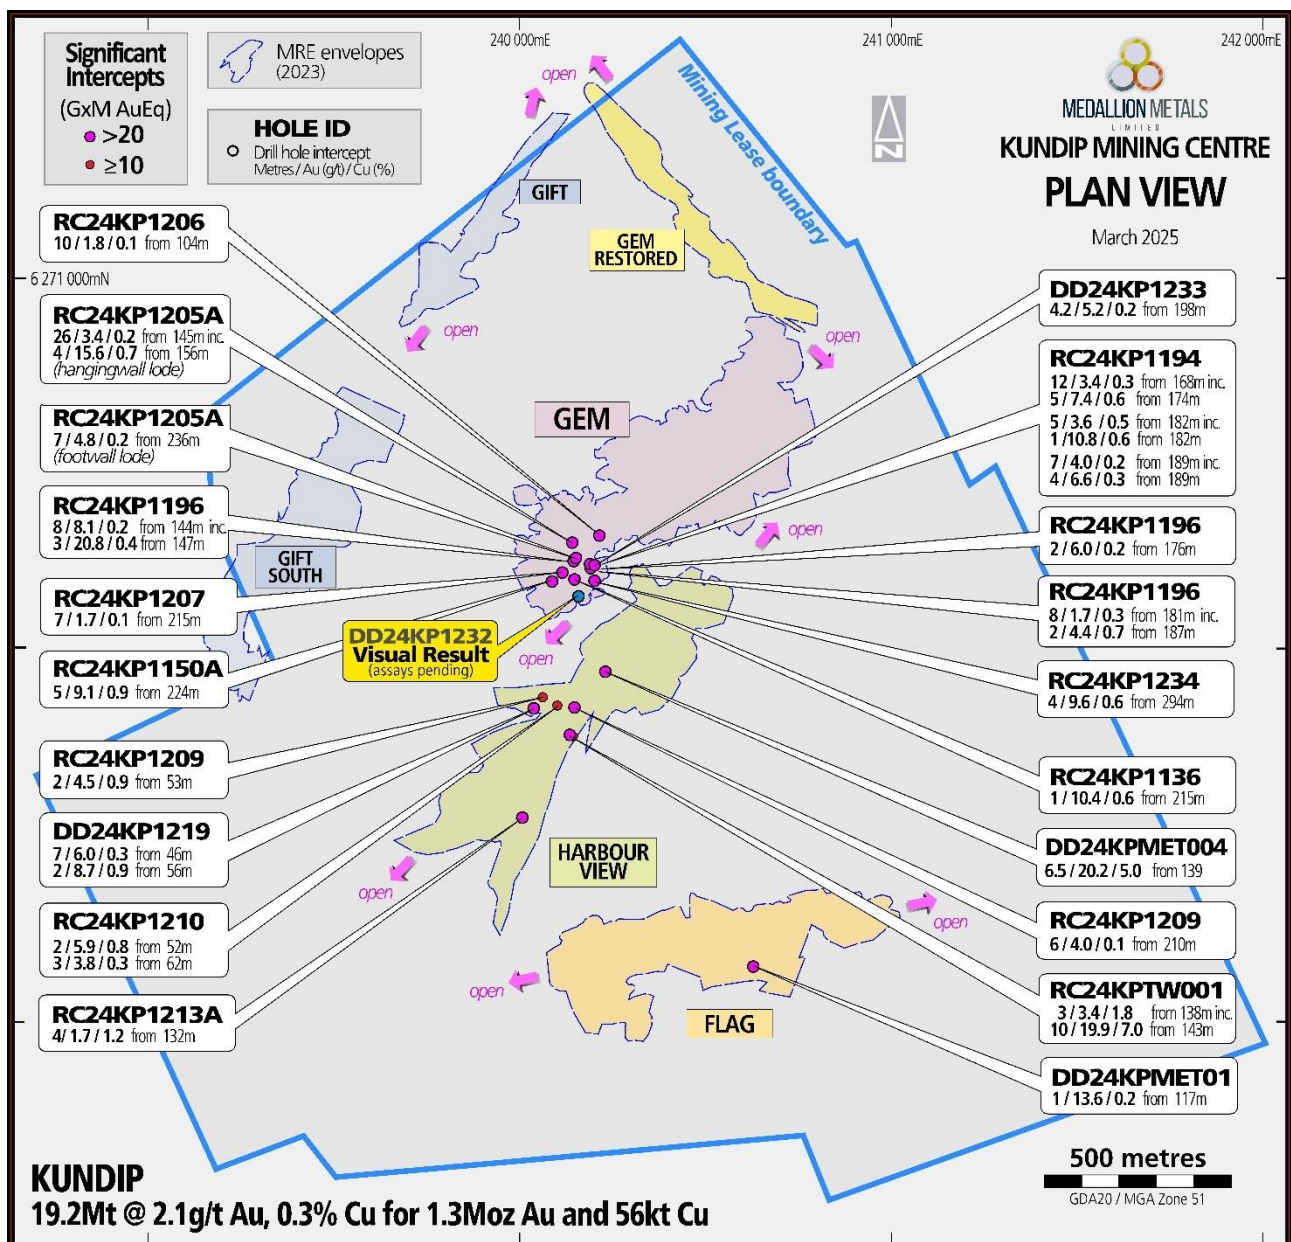 240 000mE
241 000mE
242 000mE
Significant
Intercepts
(GxM AuEq)
>20
≥10
MRE envelopes
(2023)
HOLE ID
Drill hole intercept
Metres / Au (g/t) / Cu (%)
MEDALLION METALS
LIMITED
KUNDIP MINING CENTRE
PLAN VIEW
March 2025
N
Mining Lease boundary
open
open
open
open
open
open
open
open
GIFT
GEM
RESTORED
GEM
GIFT
SOUTH
HARBOUR
VIEW
FLAG
6 271 000mN
RC24KP1206
10 / 1.8 / 0.1 from 104m
RC24KP1205A
26 / 3.4 / 0.2 from 145m inc.
4 / 15.6 / 0.7 from 156m
(hangingwall lode)
RC24KP1205A
7 / 4.8 / 0.2 from 236m
(footwall lode)
RC24KP1196
8 / 8.1 / 0.2 from 144m inc.
3 / 20.8 / 0.4 from 147m
RC24KP1207
7 / 1.7 / 0.1 from 215m
RC24KP1150A
5 / 9.1 / 0.9 from 224m
RC24KP1209
2 / 4.5 / 0.9 from 53m
DD24KP1219
7 / 6.0 / 0.3 from 46m
2 / 8.7 / 0.9 from 56m
RC24KP1210
2 / 5.9 / 0.8 from 52m
3 / 3.8 / 0.3 from 62m
RC24KP1213A
4/ 1.7 / 1.2 from 132m
DD24KP1232
Visual Result
(assays pending)
DD24KP1233
4.2 / 5.2 / 0.2 from 198m
RC24KP1194
12 / 3.4 / 0.3 from 168m inc.
5 / 7.4 / 0.6 from 174m
5 / 3.6 / 0.5 from 182m inc.
1 / 10.8 / 0.6 from 182m
7 / 4.0 / 0.2 from 189m inc.
4 / 6.6 / 0.3 from 189m
RC24KP1196
2 / 6.0 / 0.2 from 176m
RC24KP1196
8 / 1.7 / 0.3 from 181m inc.
2 / 4.4 / 0.7 from 187m
RC24KP1234
4 / 9.6 / 0.6 from 294m
RC24KP1136
1 / 10.4 / 0.6 from 215m
DD24KPMET004
6.5 / 20.2 / 5.0 from 139
RC24KP1209
6 / 4.0 / 0.1 from 210m
RC24KPTW001
3 / 3.4 / 1.8 from 138m inc.
10 / 19.9 / 7.0 from 143m
DD24KPMET01
1 / 13.6 / 0.2 from 117m
500 metres
GDA20 / MGA Zone 51
KUNDIP
19.2Mt @ 2.1g/t Au, 0.3% Cu for 1.3Moz Au and 56kt Cu